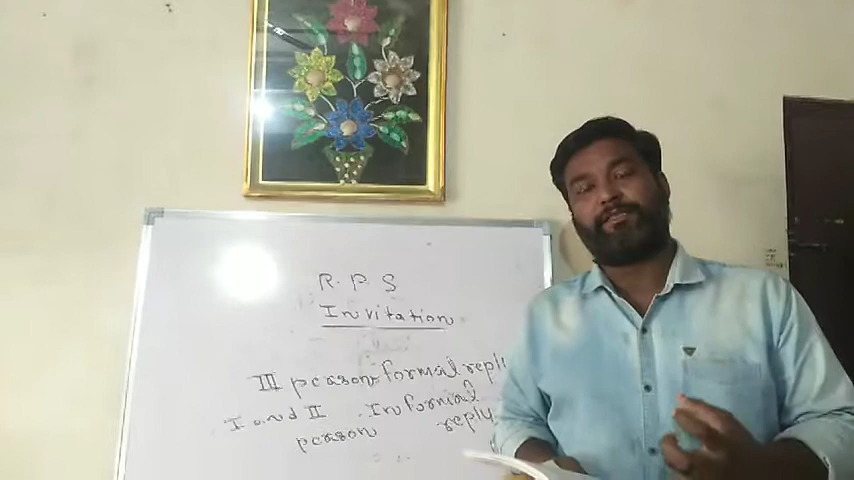 R.P.S
Invitation
III person formal reply
I and II Informal
person reply